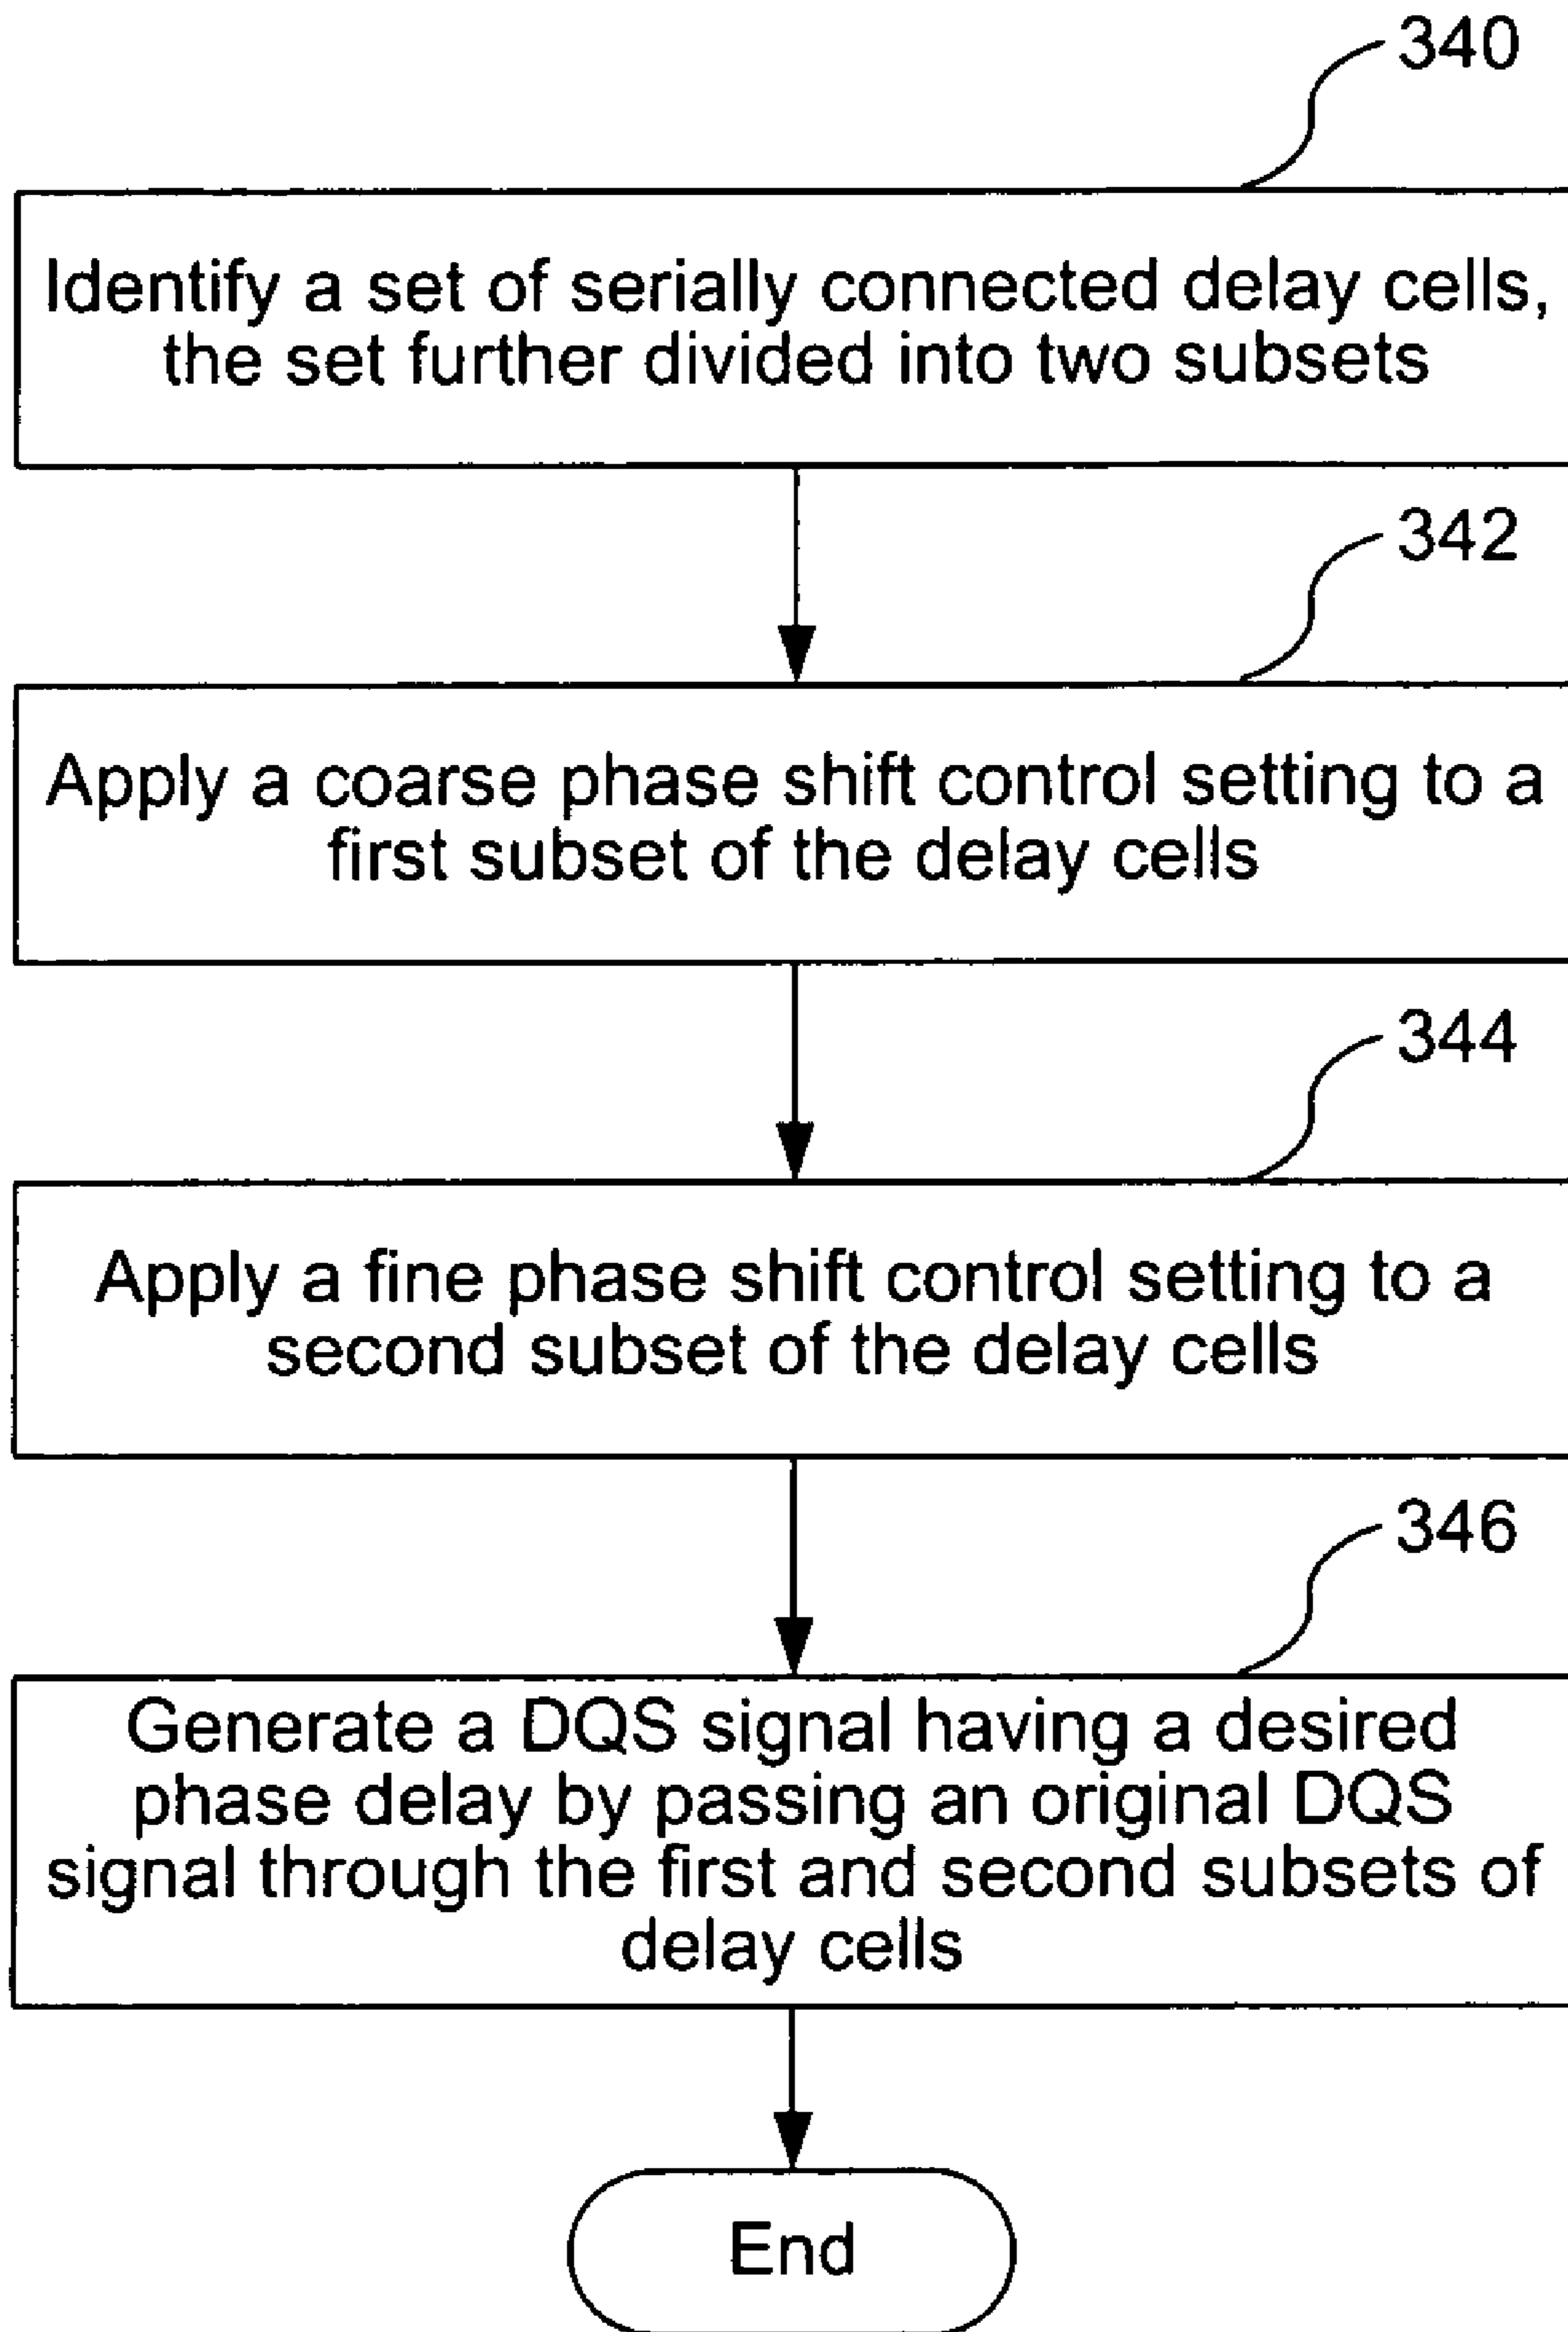 340
Identify a set of serially connected delay cells,
the set further divided into two subsets
342
Apply a coarse phase shift control setting to a
first subset of the delay cells
344
Apply a fine phase shift control setting to a
second subset of the delay cells
346
Generate a DQS signal having a desired
phase delay by passing an original DQS
signal through the first and second subsets of
delay cells
End